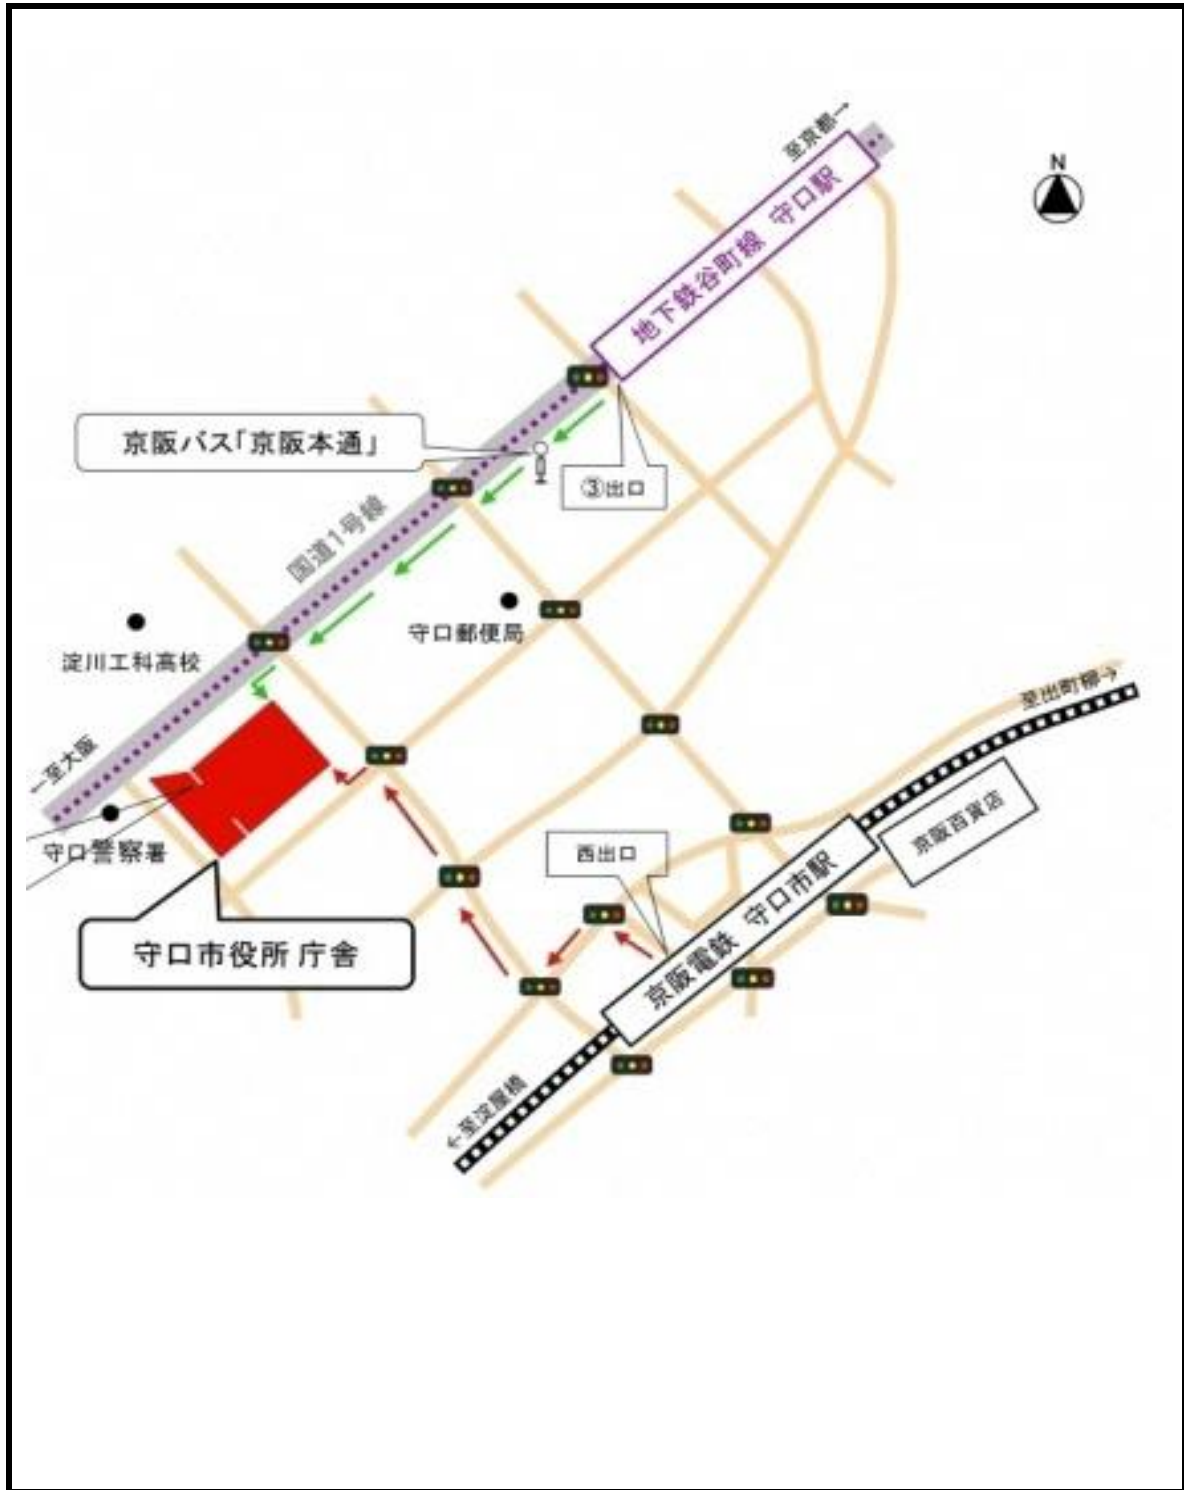 至京都→
N
地下鉄谷町線 守口駅
京阪バス「京阪本通」
③出口
国道1号線
守口郵便局
淀川工科高校
至出町柳→
←至大阪
京阪百貨店
守口警察署
西出口
京阪電鉄 守口市駅
守口市役所 庁舎
←至淀屋橋